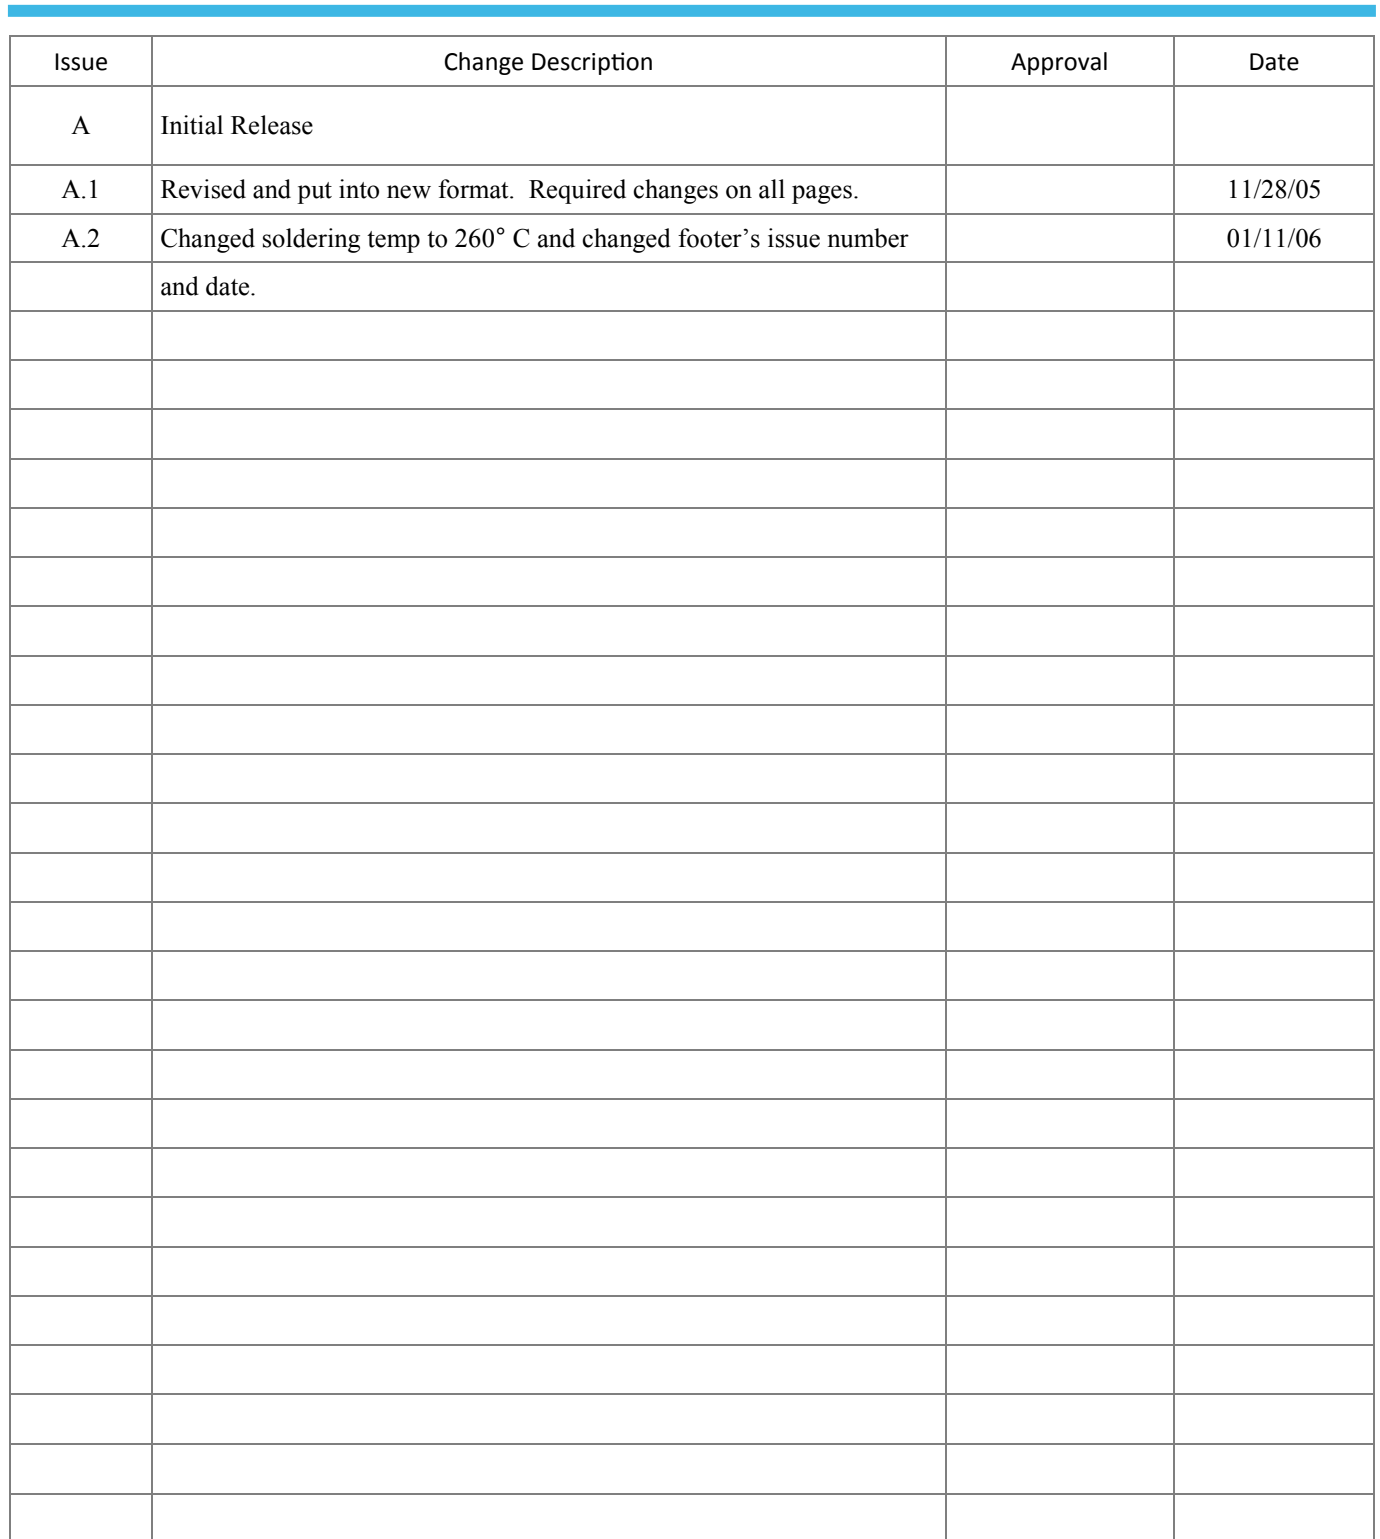 Issue Change Description Approval Date
A Initial Release
A.1 Revised and put into new format.  Required changes on all pages. 11/28/05
A.2 Changed soldering temp to 260° C and changed footer’s issue number 01/11/06
and date.